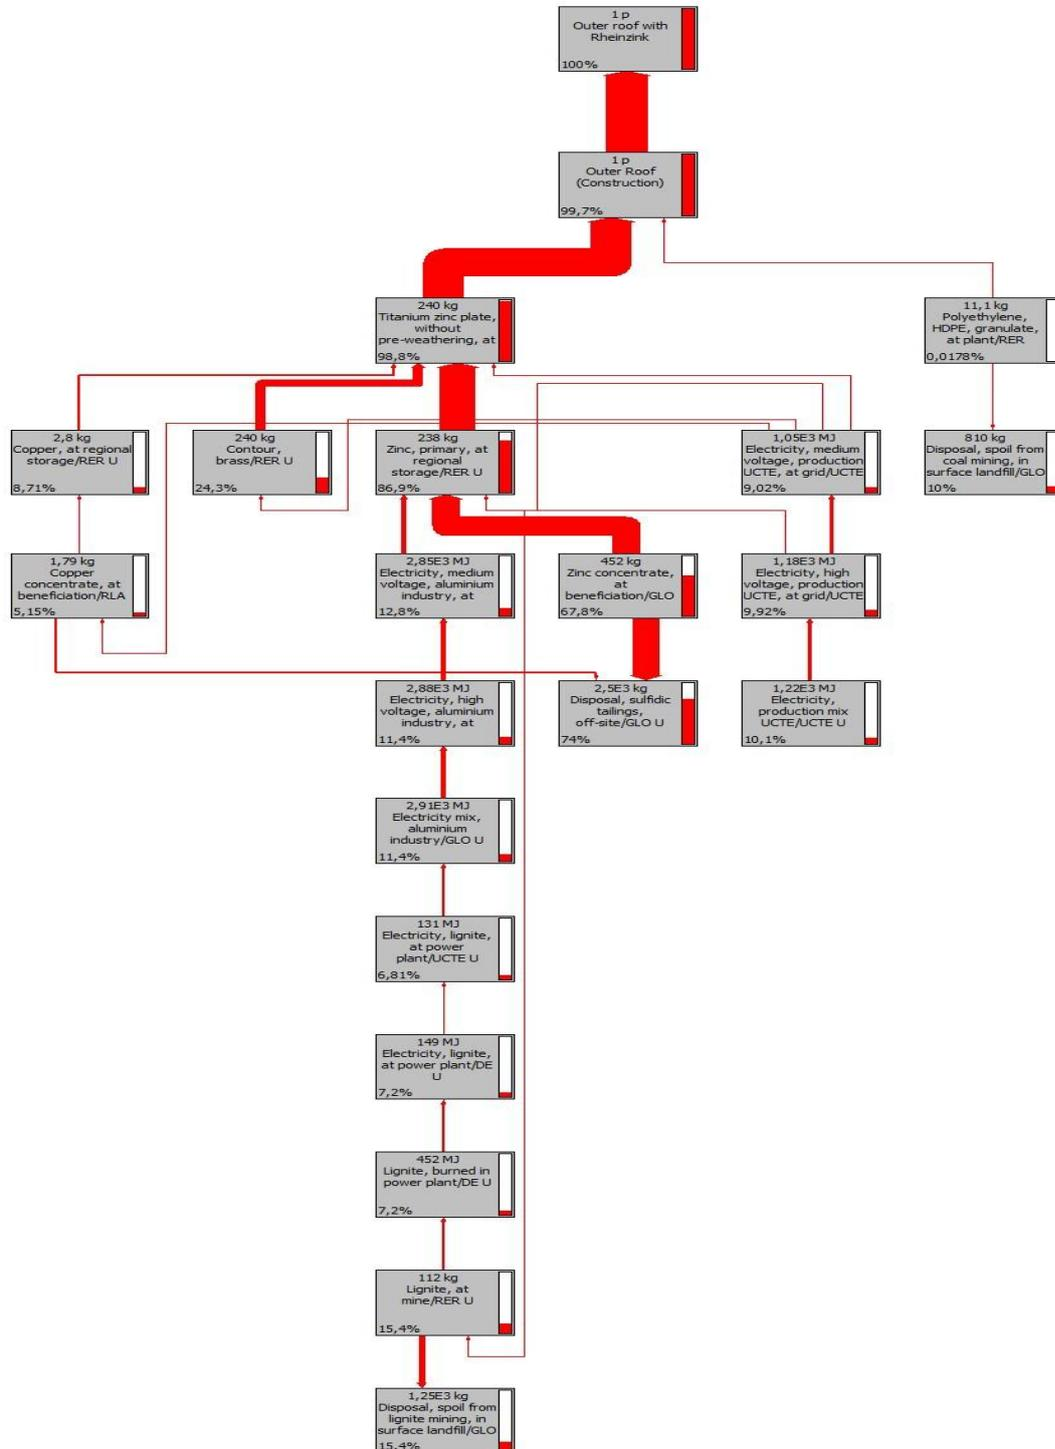 1 p
Outer roof with
Rheinzink
100%
1 p
Outer Roof
(Construction)
99,7%
240 kg
Titanium zinc plate,
without
pre-weathering, at
98,8%
11,1 kg
Polyethylene,
HDPE, granulate,
at plant/RER
0,0178%
2,8 kg
Copper, at regional
storage/RER U
8,71%
240 kg
Contour,
brass/RER U
24,3%
238 kg
Zinc, primary, at
regional
storage/RER U
86,9%
1,05E3 MJ
Electricity, medium
voltage, production
UCTE, at grid/UCTE
9,02%
810 kg
Disposal, spoil from
coal mining, in
surface landfill/GLO
10%
1,79 kg
Copper
concentrate, at
beneficiation/RLA
5,15%
2,85E3 MJ
Electricity, medium
voltage, aluminium
industry, at
12,8%
452 kg
Zinc concentrate,
at
beneficiation/GLO
67,8%
1,18E3 MJ
Electricity, high
voltage, production
UCTE, at grid/UCTE
9,92%
2,88E3 MJ
Electricity, high
voltage, aluminium
industry, at
11,4%
2,5E3 kg
Disposal, sulfidic
tailings,
off-site/GLO U
74%
1,22E3 MJ
Electricity,
production mix
UCTE/UCTE U
10,1%
2,91E3 MJ
Electricity mix,
aluminium
industry/GLO U
11,4%
131 MJ
Electricity, lignite,
at power
plant/UCTE U
6,81%
149 MJ
Electricity, lignite,
at power plant/DE
U
7,2%
452 MJ
Lignite, burned in
power plant/DE U
7,2%
112 kg
Lignite, at
mine/RER U
15,4%
1,25E3 kg
Disposal, spoil from
lignite mining, in
surface landfill/GLO
15,4%